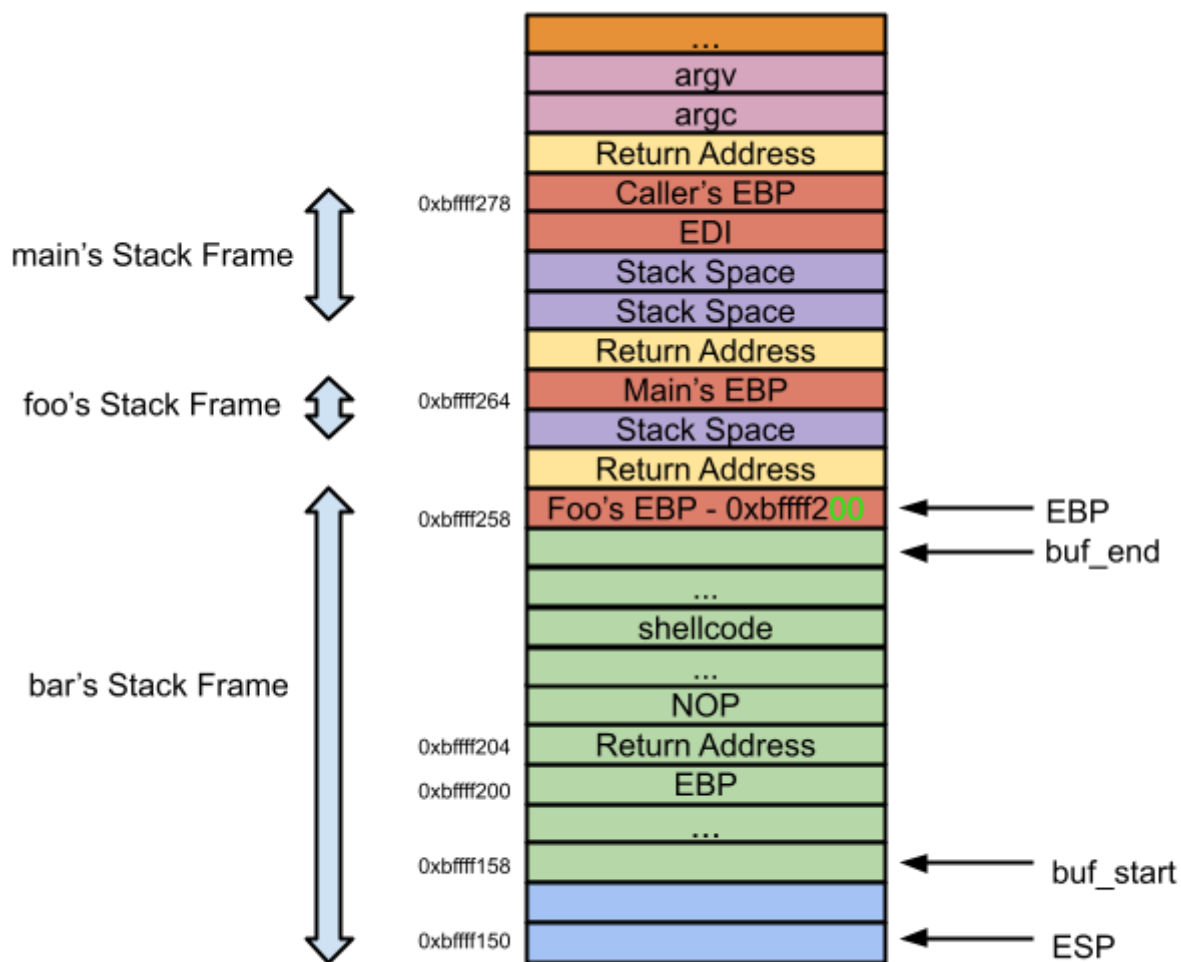 ...
argv
argc
Return Address
0xbffff278
Caller's EBP
EDI
main's Stack Frame
Stack Space
Stack Space
Return Address
foo's Stack Frame
0xbffff264
Main's EBP
Stack Space
Return Address
0xbffff258
Foo's EBP - 0xbffff200
EBP
buf_end
...
shellcode
bar's Stack Frame
...
NOP
0xbffff204
Return Address
0xbffff200
EBP
...
0xbffff158
buf_start
0xbffff150
ESP